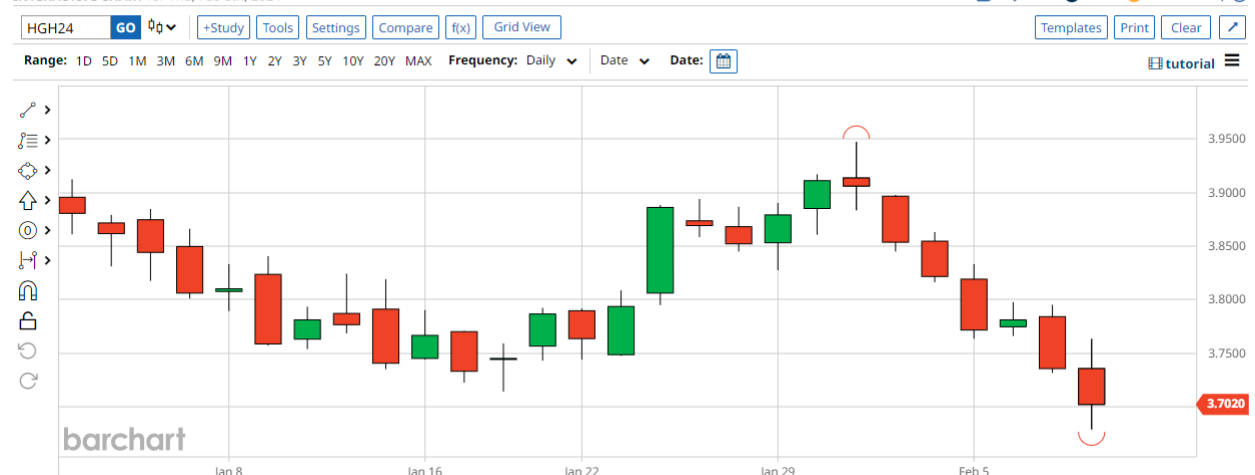 HGH24 GO +Study Tools Settings Compare f(x) Grid View Templates Print Clear
Range: 1D 5D 1M 3M 6M 9M 1Y 2Y 3Y 5Y 10Y 20Y MAX Frequency: Daily Date Date: tutorial
3.9500
3.9000
3.8500
3.8000
3.7500
3.7020
barchart
Jan 8 Jan 16 Jan 22 Jan 29 Feb 5